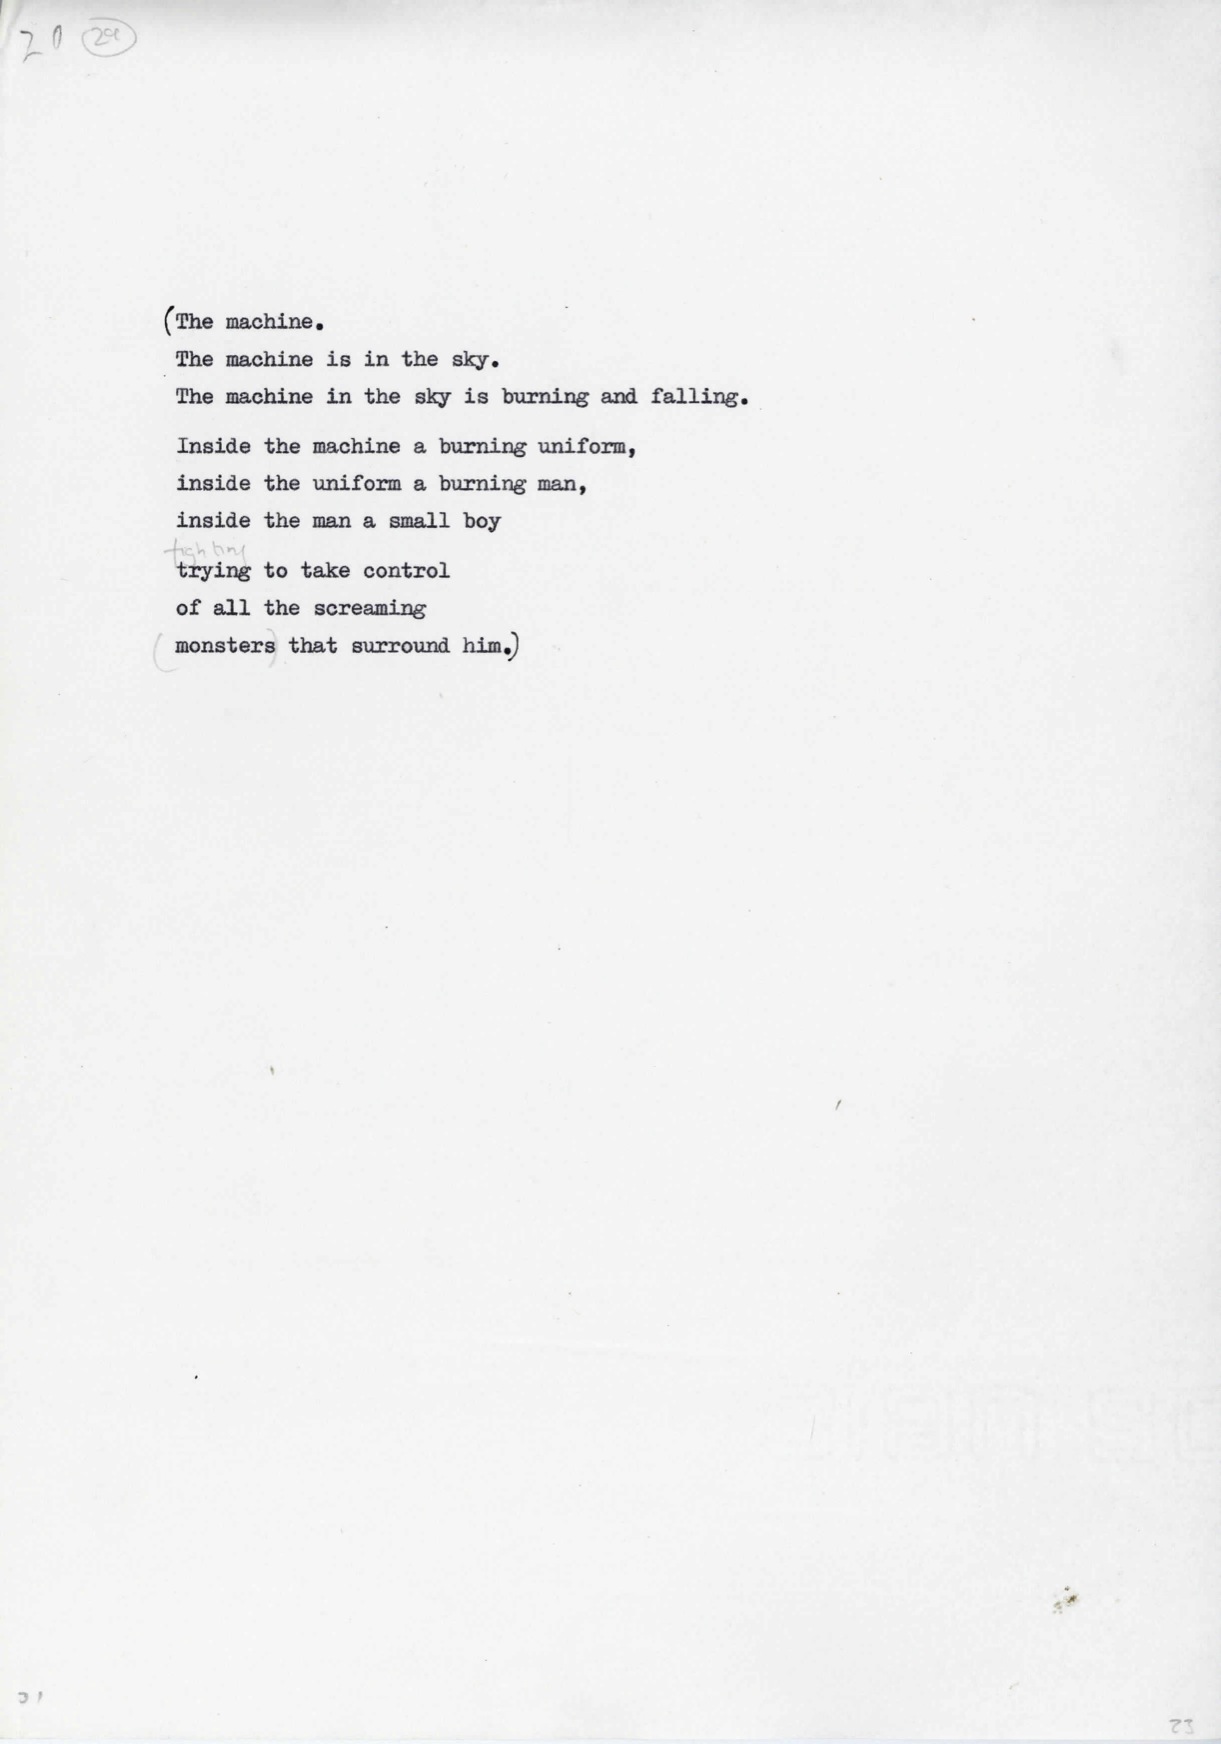 20 29
(The machine.
The machine is in the sky.
The machine in the sky is burning and falling.
Inside the machine a burning uniform,
inside the uniform a burning man,
inside the man a small boy
fighting
trying to take control
of all the screaming
(monsters) that surround him.)
23